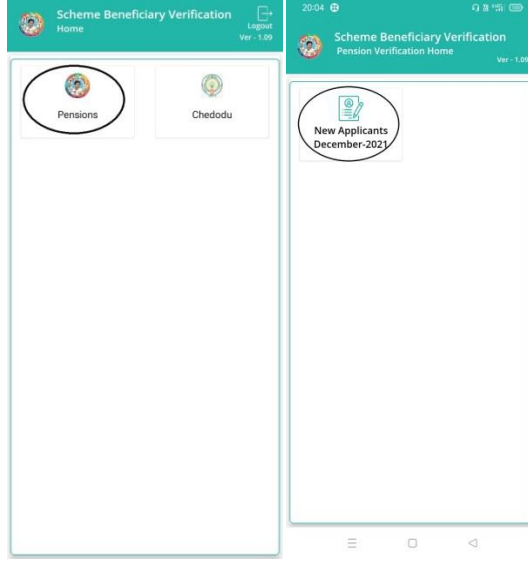 Scheme Beneficiary Verification
Home
Logout
Ver - 1.09
Pensions
Chedodu
20:04
Scheme Beneficiary Verification
Pension Verification Home
Ver - 1.09
New Applicants
December-2021